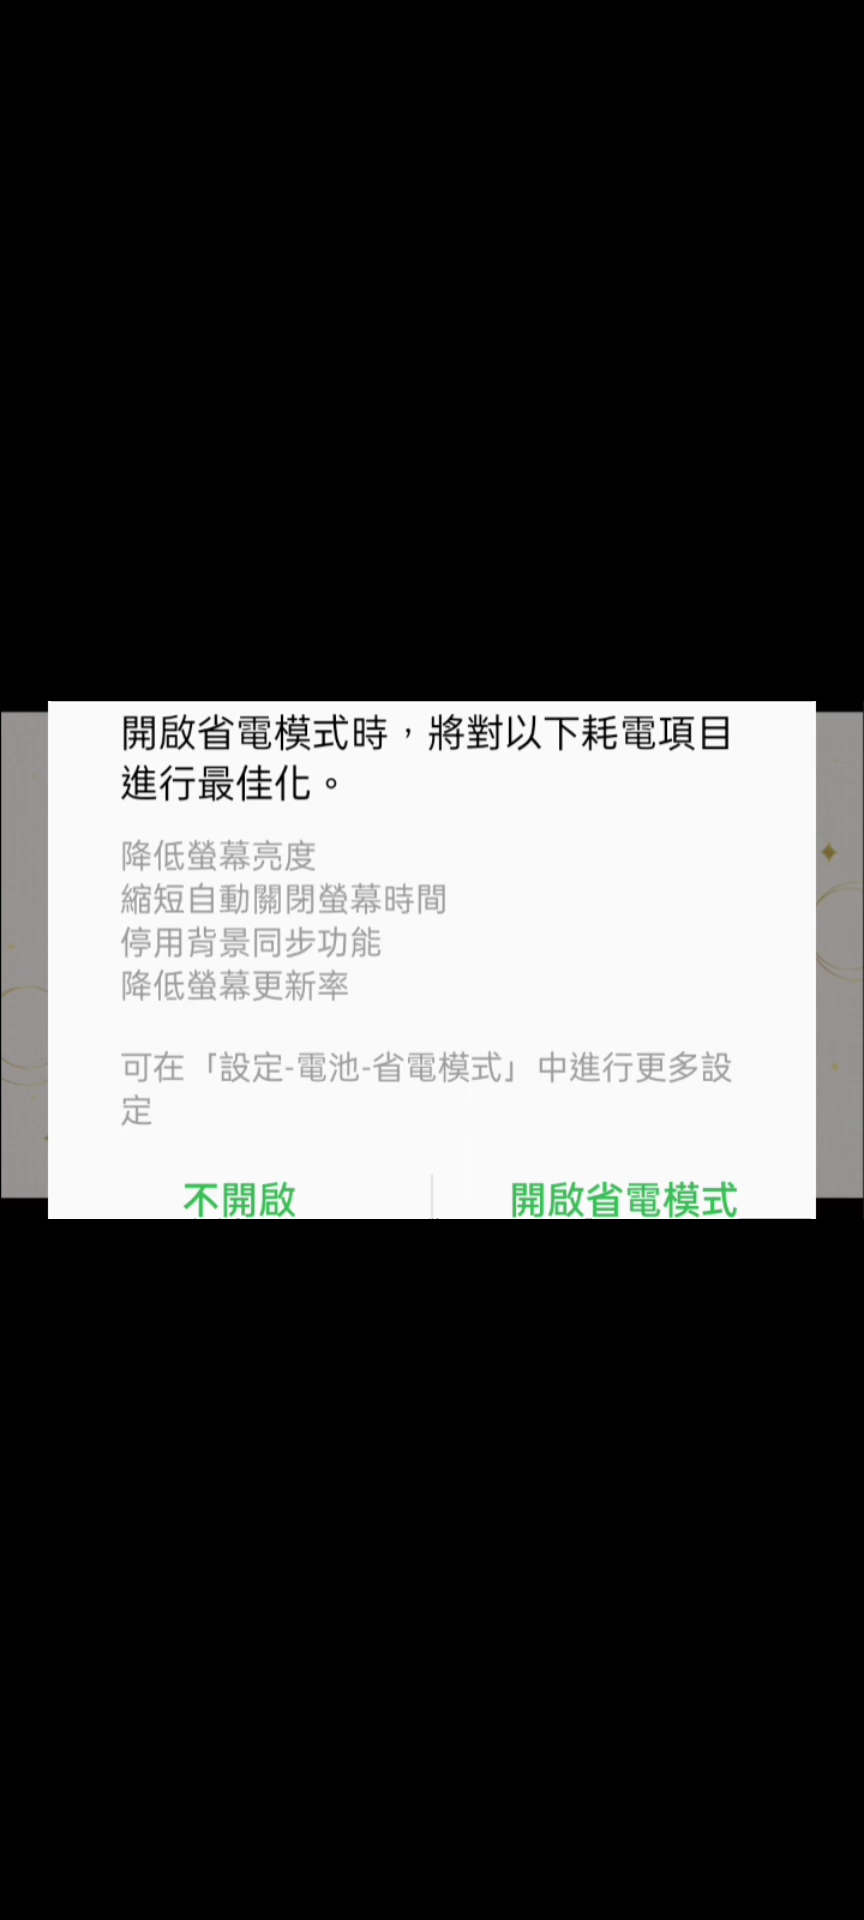 開啟省電模式時，將對以下耗電項目
進行最佳化。
降低螢幕亮度
縮短自動關閉螢幕時間
停用背景同步功能
降低螢幕更新率
可在「設定-電池-省電模式」中進行更多設
定
不開啟
開啟省電模式